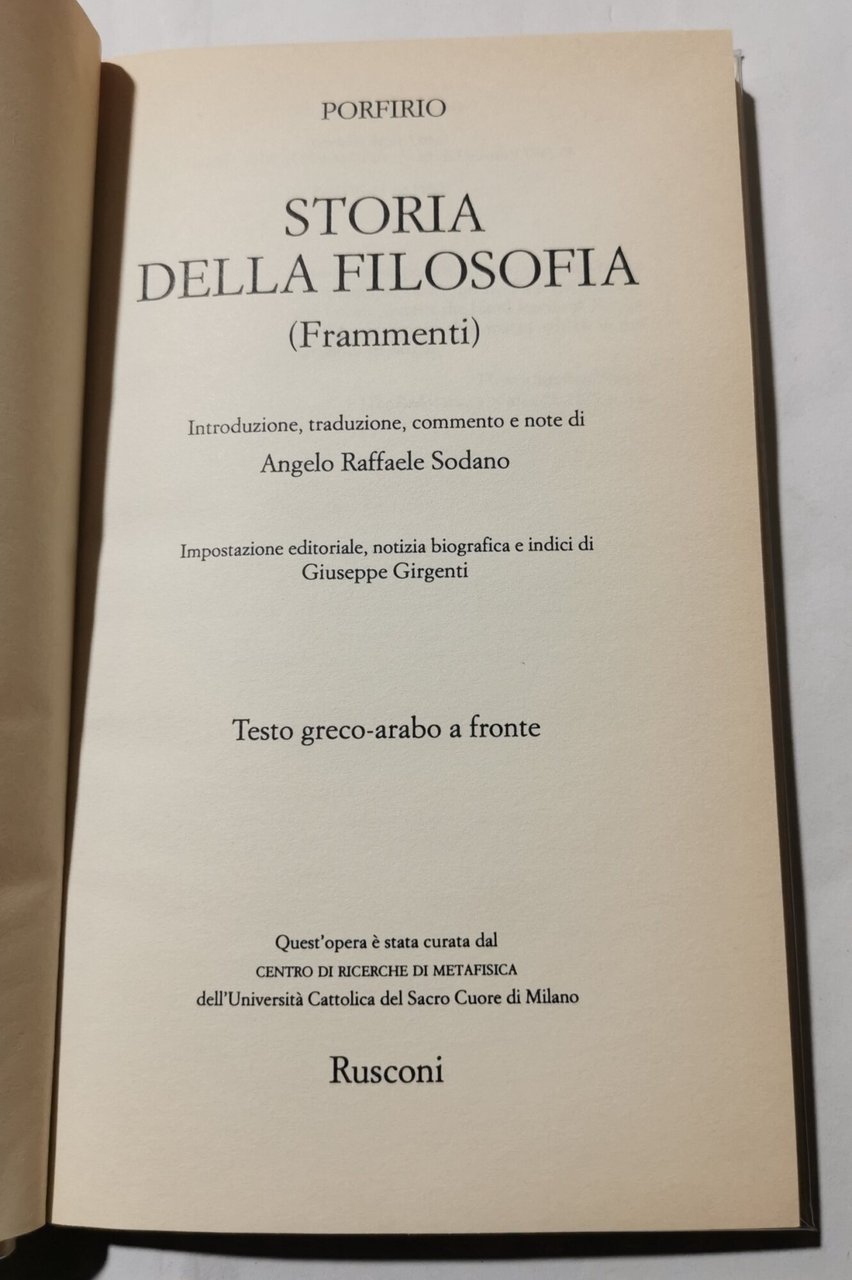 PORFIRIO
STORIA
DELLA FILOSOFIA
(Frammenti)
Introduzione, traduzione, commento e note di
Angelo Raffaele Sodano
Impostazione editoriale, notizia biografica e indici di
Giuseppe Girgenti
Testo greco-arabo a fronte
Quest'opera è stata curata dal
CENTRO DI RICERCHE DI METAFISICA
dell'Università Cattolica del Sacro Cuore di Milano
Rusconi